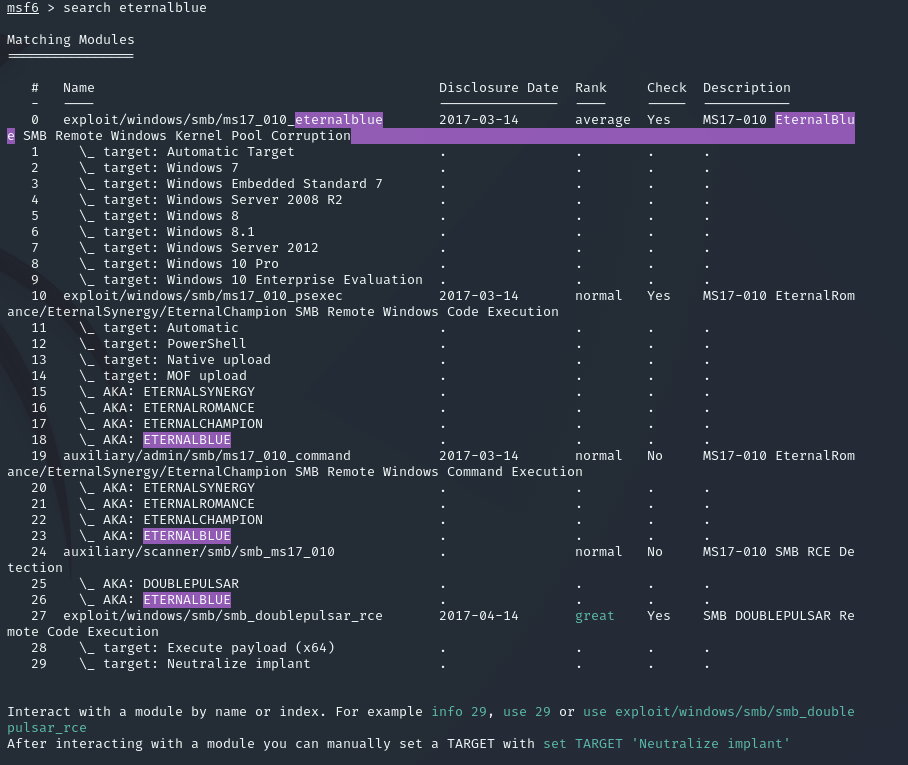 msf6 > search eternalblue
Matching Modules
================
#   Name                                           Disclosure Date  Rank     Check  Description
-   ----                                           ---------------  ----     -----  -----------
0   exploit/windows/smb/ms17_010_eternalblue       2017-03-14       average  Yes    MS17-010 EternalBlu
e SMB Remote Windows Kernel Pool Corruption
1     \_ target: Automatic Target                  .                .        .      .
2     \_ target: Windows 7                         .                .        .      .
3     \_ target: Windows Embedded Standard 7       .                .        .      .
4     \_ target: Windows Server 2008 R2            .                .        .      .
5     \_ target: Windows 8                         .                .        .      .
6     \_ target: Windows 8.1                       .                .        .      .
7     \_ target: Windows Server 2012               .                .        .      .
8     \_ target: Windows 10 Pro                    .                .        .      .
9     \_ target: Windows 10 Enterprise Evaluation  .                .        .      .
10  exploit/windows/smb/ms17_010_psexec            2017-03-14       normal   Yes    MS17-010 EternalRom
ance/EternalSynergy/EternalChampion SMB Remote Windows Code Execution
11    \_ target: Automatic                         .                .        .      .
12    \_ target: PowerShell                        .                .        .      .
13    \_ target: Native upload                     .                .        .      .
14    \_ target: MOF upload                        .                .        .      .
15    \_ AKA: ETERNALSYNERGY                       .                .        .      .
16    \_ AKA: ETERNALROMANCE                       .                .        .      .
17    \_ AKA: ETERNALCHAMPION                      .                .        .      .
18    \_ AKA: ETERNALBLUE                          .                .        .      .
19  auxiliary/admin/smb/ms17_010_command           2017-03-14       normal   No     MS17-010 EternalRom
ance/EternalSynergy/EternalChampion SMB Remote Windows Command Execution
20    \_ AKA: ETERNALSYNERGY                       .                .        .      .
21    \_ AKA: ETERNALROMANCE                       .                .        .      .
22    \_ AKA: ETERNALCHAMPION                      .                .        .      .
23    \_ AKA: ETERNALBLUE                          .                .        .      .
24  auxiliary/scanner/smb/smb_ms17_010             .                normal   No     MS17-010 SMB RCE De
tection
25    \_ AKA: DOUBLEPULSAR                         .                .        .      .
26    \_ AKA: ETERNALBLUE                          .                .        .      .
27  exploit/windows/smb/smb_doublepulsar_rce       2017-04-14       great    Yes    SMB DOUBLEPULSAR Re
mote Code Execution
28    \_ target: Execute payload (x64)             .                .        .      .
29    \_ target: Neutralize implant                .                .        .      .
Interact with a module by name or index. For example info 29, use 29 or use exploit/windows/smb/smb_double
pulsar_rce
After interacting with a module you can manually set a TARGET with set TARGET 'Neutralize implant'